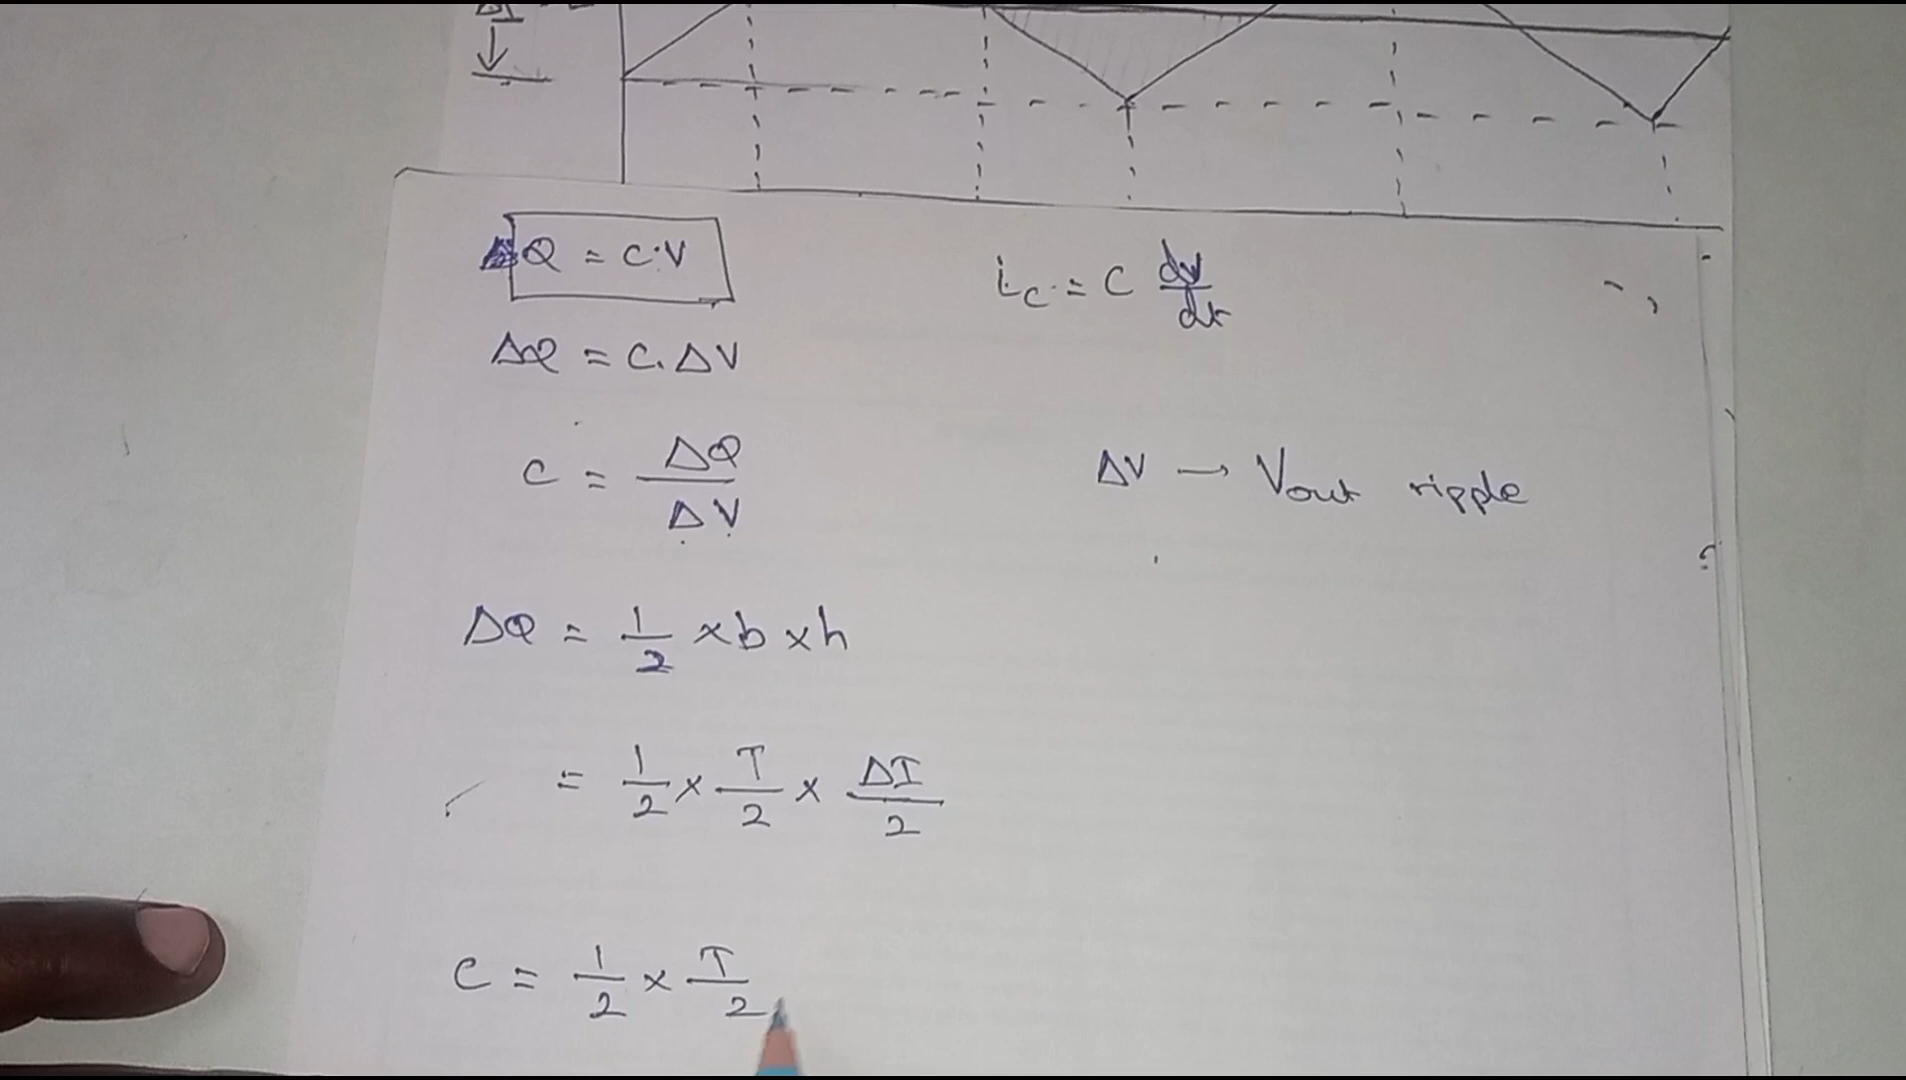 ΔI
Q = C·V
i_C = C dv/dt
ΔQ = C. ΔV
C = ΔQ/ΔV
ΔV → Vout ripple
ΔQ = 1/2 × b × h
= 1/2 × T/2 × ΔI/2
C = 1/2 × T/2